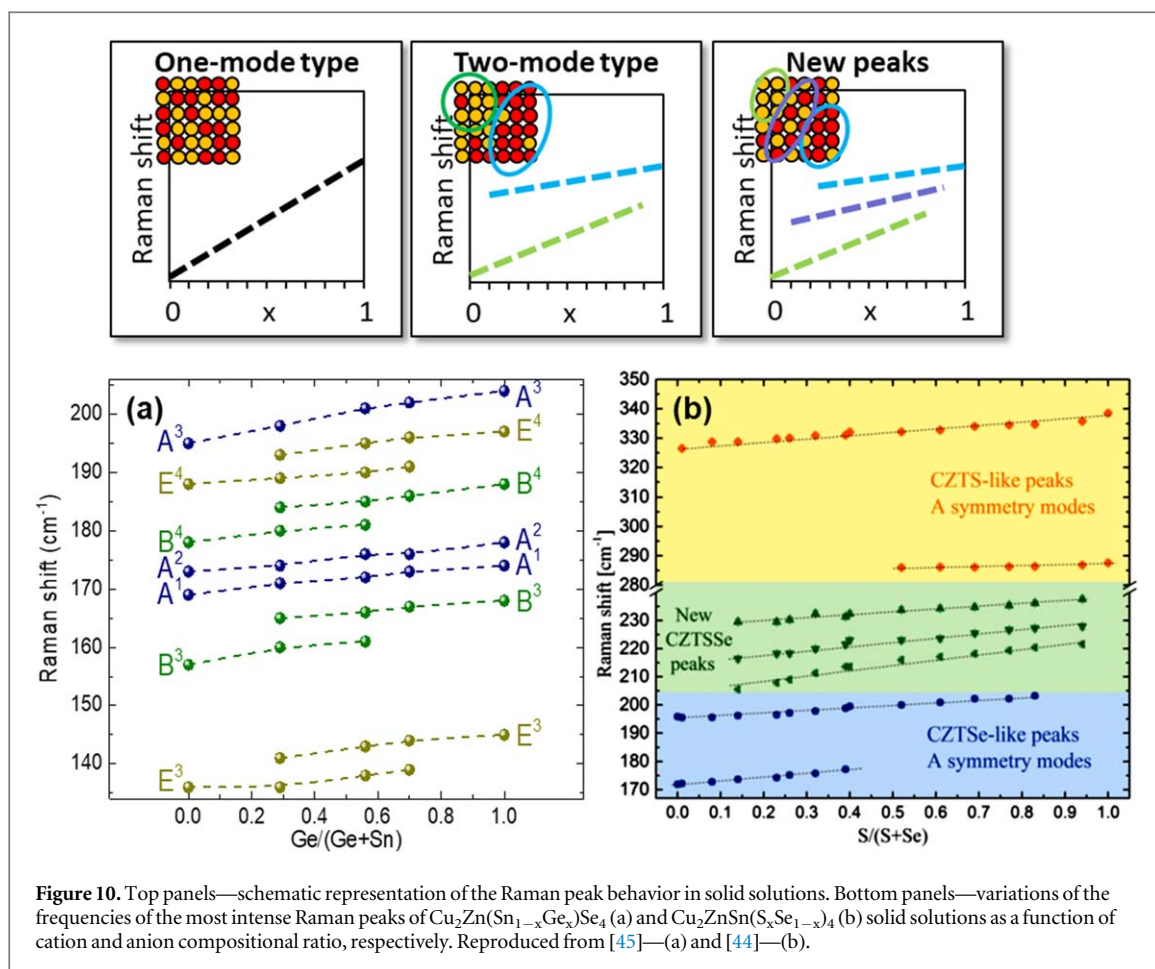 One-mode type
Raman shift
0 x 1
Two-mode type
Raman shift
0 x 1
New peaks
Raman shift
0 x 1
(a)
Raman shift (cm⁻¹)
200
190
180
170
160
150
140
A³
E⁴
B⁴
A²
A¹
B³
E³
A³
E⁴
B⁴
A²
A¹
B³
E³
0.0 0.2 0.4 0.6 0.8 1.0
Ge/(Ge+Sn)
(b)
Raman shift [cm⁻¹]
350
340
330
320
310
300
290
280
230
220
210
200
190
180
170
CZTS-like peaks
A symmetry modes
New
CZTSSe
peaks
CZTSe-like peaks
A symmetry modes
0.0 0.1 0.2 0.3 0.4 0.5 0.6 0.7 0.8 0.9 1.0
S/(S+Se)
Figure 10. Top panels—schematic representation of the Raman peak behavior in solid solutions. Bottom panels—variations of the
frequencies of the most intense Raman peaks of Cu₂Zn(Sn₁₋ₓGeₓ)Se₄ (a) and Cu₂ZnSn(SₓSe₁₋ₓ)₄ (b) solid solutions as a function of
cation and anion compositional ratio, respectively. Reproduced from [45]—(a) and [44]—(b).